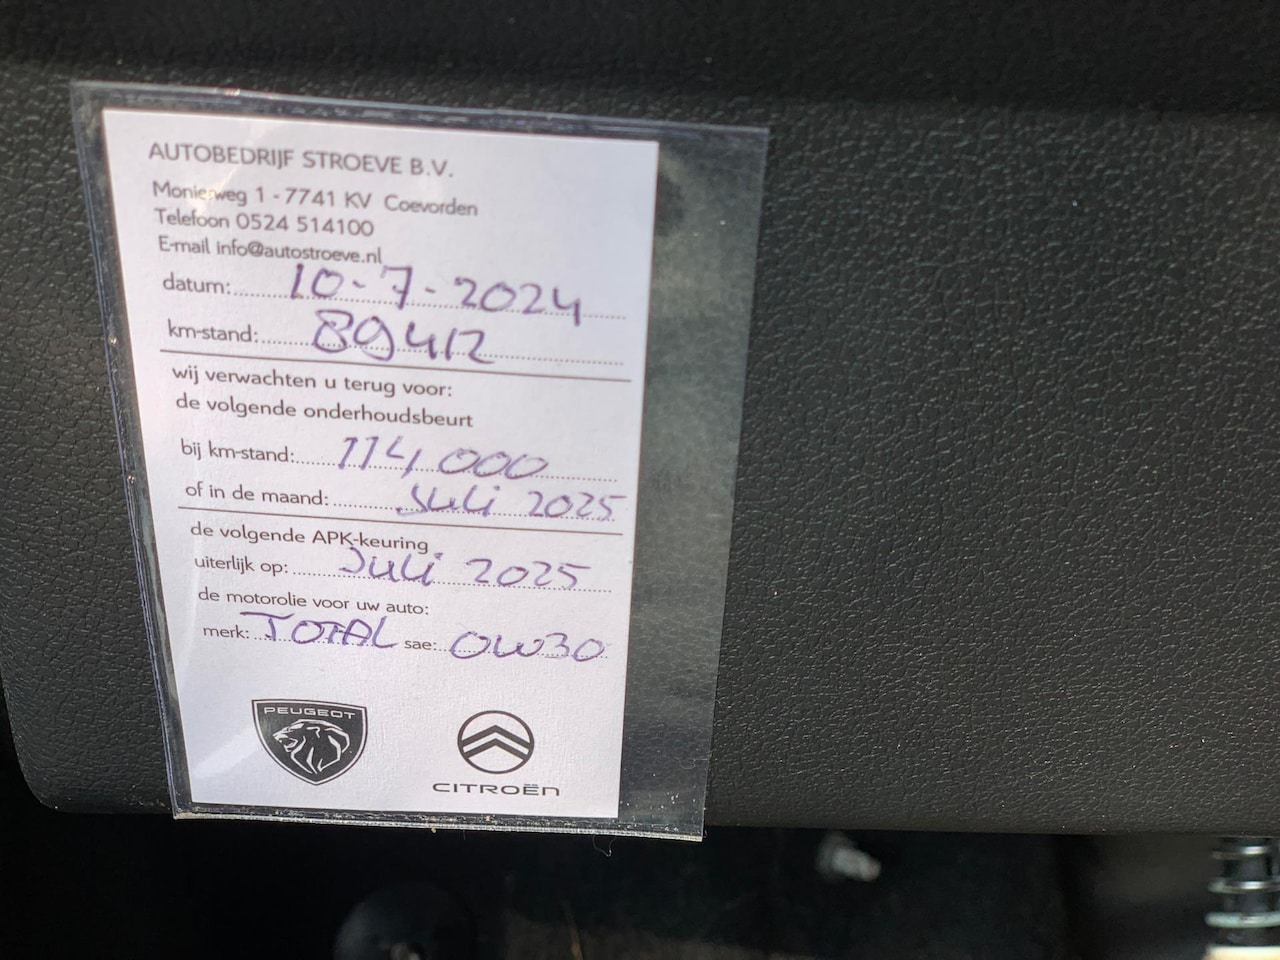 AUTOBEDRIJF STROEVE B.V.
Monierweg 1 - 7741 KV Coevorden
Telefoon 0524 514100
E-mail info@autostroeve.nl
datum: 10-7-2024
km-stand: 89412
wij verwachten u terug voor:
de volgende onderhoudsbeurt
bij km-stand: 114,000
of in de maand: Juli 2025
de volgende APK-keuring
uiterlijk op: Juli 2025
de motorolie voor uw auto:
merk: TOTAL sae: 0W30
PEUGEOT
CITROËN